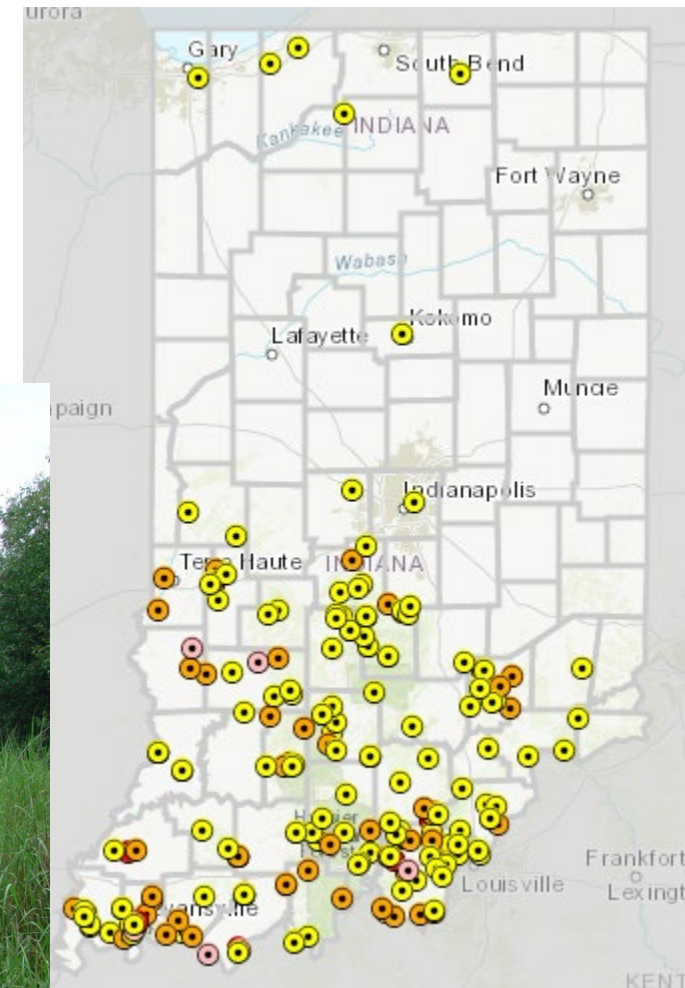 urora
Gary
South Bend
Kankakee
INDIANA
Fort Wayne
Wabash
Kokomo
Lafayette
Muncie
paign
Indianapolis
Terre Haute
INDIANA
Frankfort
Louisville
Lexingt
KENT